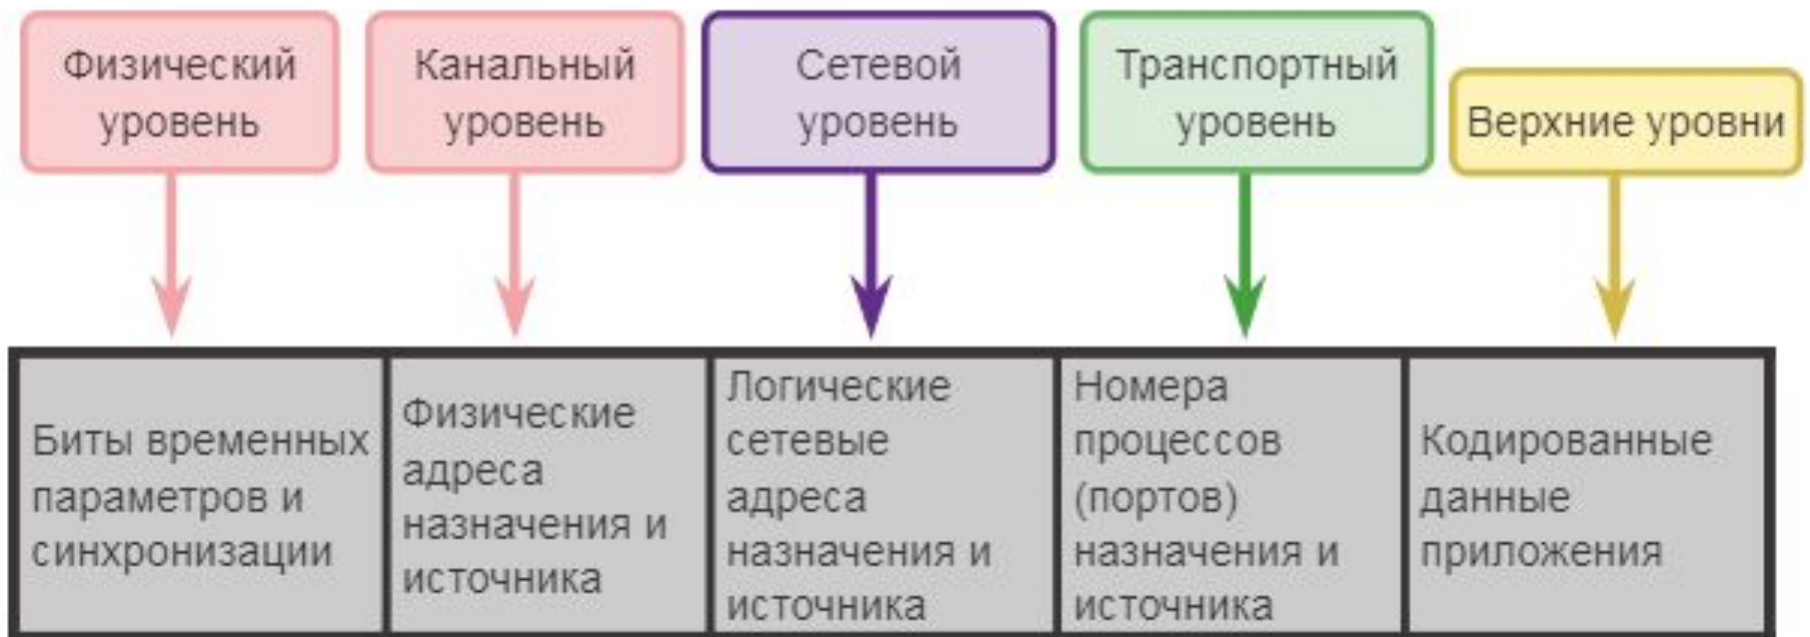 Физический
уровень
Канальный
уровень
Сетевой
уровень
Транспортный
уровень
Верхние уровни
Биты временных
параметров и
синхронизации
Физические
адреса
назначения и
источника
Логические
сетевые
адреса
назначения и
источника
Номера
процессов
(портов)
назначения и
источника
Кодированные
данные
приложения